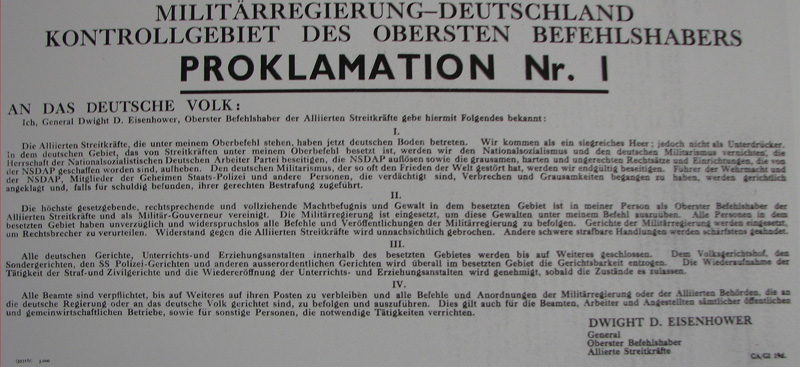 MILITÄRREGIERUNG–DEUTSCHLAND
KONTROLLGEBIET DES OBERSTEN BEFEHLSHABERS
PROKLAMATION Nr. I
AN DAS DEUTSCHE VOLK:
Ich, General Dwight D. Eisenhower, Oberster Befehlshaber der Alliierten Streitkräfte gebe hiermit Folgendes bekannt:
I.
Die Alliierten Streitkräfte, die unter meinem Oberbefehl stehen, haben jetzt deutschen Boden betreten. Wir kommen als ein siegreiches Heer; jedoch nicht als Unterdrücker.
In dem deutschen Gebiet, das von Streitkräften unter meinem Oberbefehl besetzt ist, werden wir den Nationalsozialismus und den deutschen Militarismus vernichten, die
Herrschaft der Nationalsozialistischen Deutschen Arbeiter Partei beseitigen, die NSDAP auflösen sowie die grausamen, harten und ungerechten Rechtsätze und Einrichtungen, die von
der NSDAP geschaffen worden sind, aufheben. Den deutschen Militarismus, der so oft den Frieden der Welt gestört hat, werden wir endgültig beseitigen. Führer der Wehrmacht und
der NSDAP, Mitglieder der Geheimen Staats-Polizei und andere Personen, die verdächtigt sind, Verbrechen und Grausamkeiten begangen zu haben, werden gerichtlich
angeklagt und, falls für schuldig befunden, ihrer gerechten Bestrafung zugeführt.
II.
Die höchste gesetzgebende, rechtsprechende und vollziehende Machtbefugnis und Gewalt in dem besetzten Gebiet ist in meiner Person als Oberster Befehlshaber der
Alliierten Streitkräfte und als Militär-Gouverneur vereinigt. Die Militärregierung ist eingesetzt, um diese Gewalten unter meinem Befehl auszuüben. Alle Personen in dem
besetzten Gebiet haben unverzüglich und widerspruchslos alle Befehle und Veröffentlichungen der Militärregierung zu befolgen. Gerichte der Militärregierung werden eingesetzt,
um Rechtsbrecher zu verurteilen. Widerstand gegen die Alliierten Streitkräfte wird unnachsichtlich gebrochen. Andere schwere strafbare Handlungen werden schärfstens geahndet.
III.
Alle deutschen Gerichte, Unterrichts-und Erziehungsanstalten innerhalb des besetzten Gebietes werden bis auf Weiteres geschlossen. Dem Volksgerichtshof, den
Sondergerichten, den SS Polizei-Gerichten und anderen ausserordentlichen Gerichten wird überall im besetzten Gebiet die Gerichtsbarkeit entzogen. Die Wiederaufnahme der
Tätigkeit der Straf-und Zivilgerichte und die Wiedereröffnung der Unterrichts- und Erziehungsanstalten wird genehmigt, sobald die Zustände es zulassen.
IV.
Alle Beamte sind verpflichtet, bis auf Weiteres auf ihren Posten zu verbleiben und alle Befehle und Anordnungen der Militärregierung oder der Alliierten Behörden, die an
die deutsche Regierung oder an das deutsche Volk gerichtet sind, zu befolgen und auszuführen. Dies gilt auch für die Beamten, Arbeiter und Angestellten sämtlicher öffentlichen
und gemeinwirtschaftlichen Betriebe, sowie für sonstige Personen, die notwendige Tätigkeiten verrichten.
DWIGHT D. EISENHOWER
General
Oberster Befehlshaber
Allierte Streitkräfte